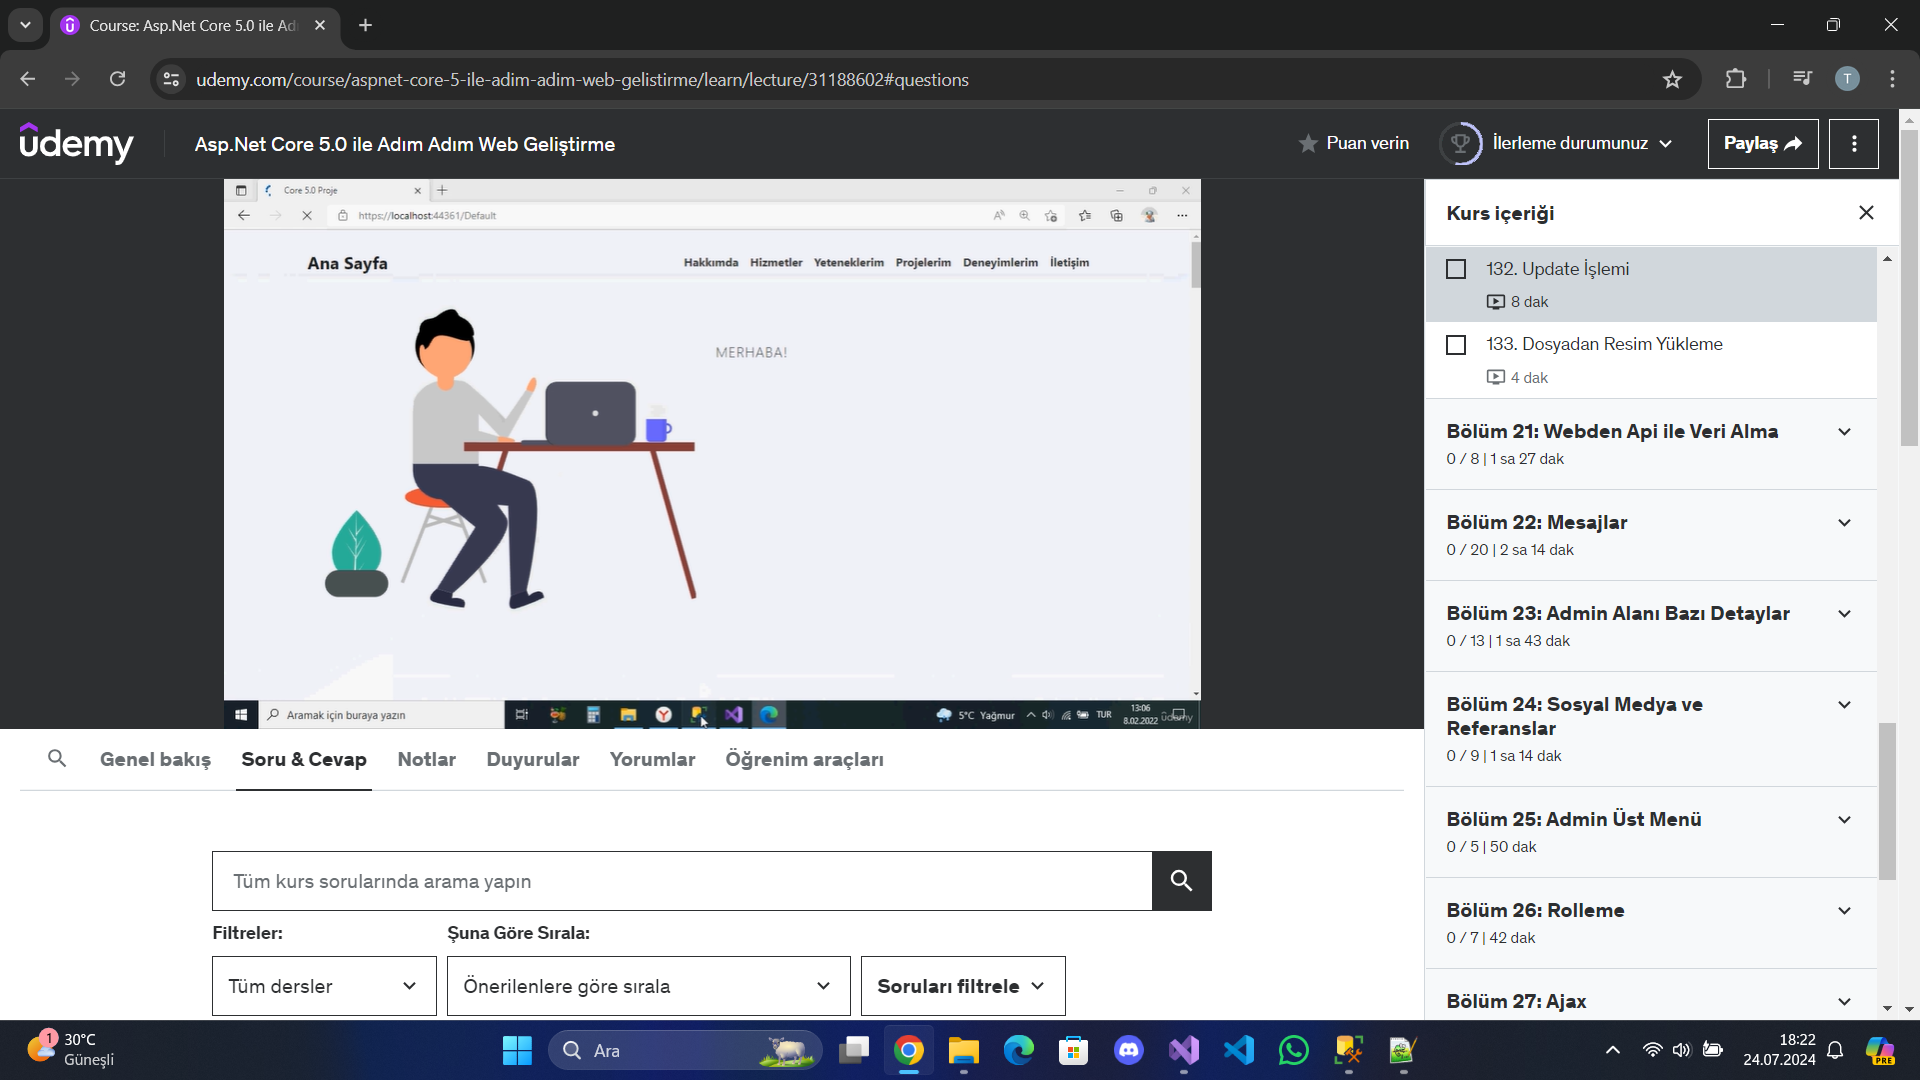 Course: Asp.Net Core 5.0 ile Adı
udemy.com/course/aspnet-core-5-ile-adim-adim-web-gelistirme/learn/lecture/31188602#questions
T
udemy
Asp.Net Core 5.0 ile Adım Adım Web Geliştirme
Puan verin
İlerleme durumunuz
Paylaş
Core 5.0 Proje
https://localhost:44361/Default
Ana Sayfa
Hakkımda Hizmetler Yeteneklerim Projelerim Deneyimlerim İletişim
MERHABA!
Aramak için buraya yazın
5°C Yağmur
TUR
13:06
8.02.2022
udemy
Kurs içeriği
132. Update İşlemi
8 dak
133. Dosyadan Resim Yükleme
4 dak
Bölüm 21: Webden Api ile Veri Alma
0 / 8 | 1 sa 27 dak
Bölüm 22: Mesajlar
0 / 20 | 2 sa 14 dak
Bölüm 23: Admin Alanı Bazı Detaylar
0 / 13 | 1 sa 43 dak
Bölüm 24: Sosyal Medya ve
Referanslar
0 / 9 | 1 sa 14 dak
Bölüm 25: Admin Üst Menü
0 / 5 | 50 dak
Bölüm 26: Rolleme
0 / 7 | 42 dak
Bölüm 27: Ajax
Genel bakış Soru & Cevap Notlar Duyurular Yorumlar Öğrenim araçları
Tüm kurs sorularında arama yapın
Filtreler:
Şuna Göre Sırala:
Tüm dersler
Önerilenlere göre sırala
Soruları filtrele
1
30°C
Güneşli
Ara
18:22
24.07.2024
PRE